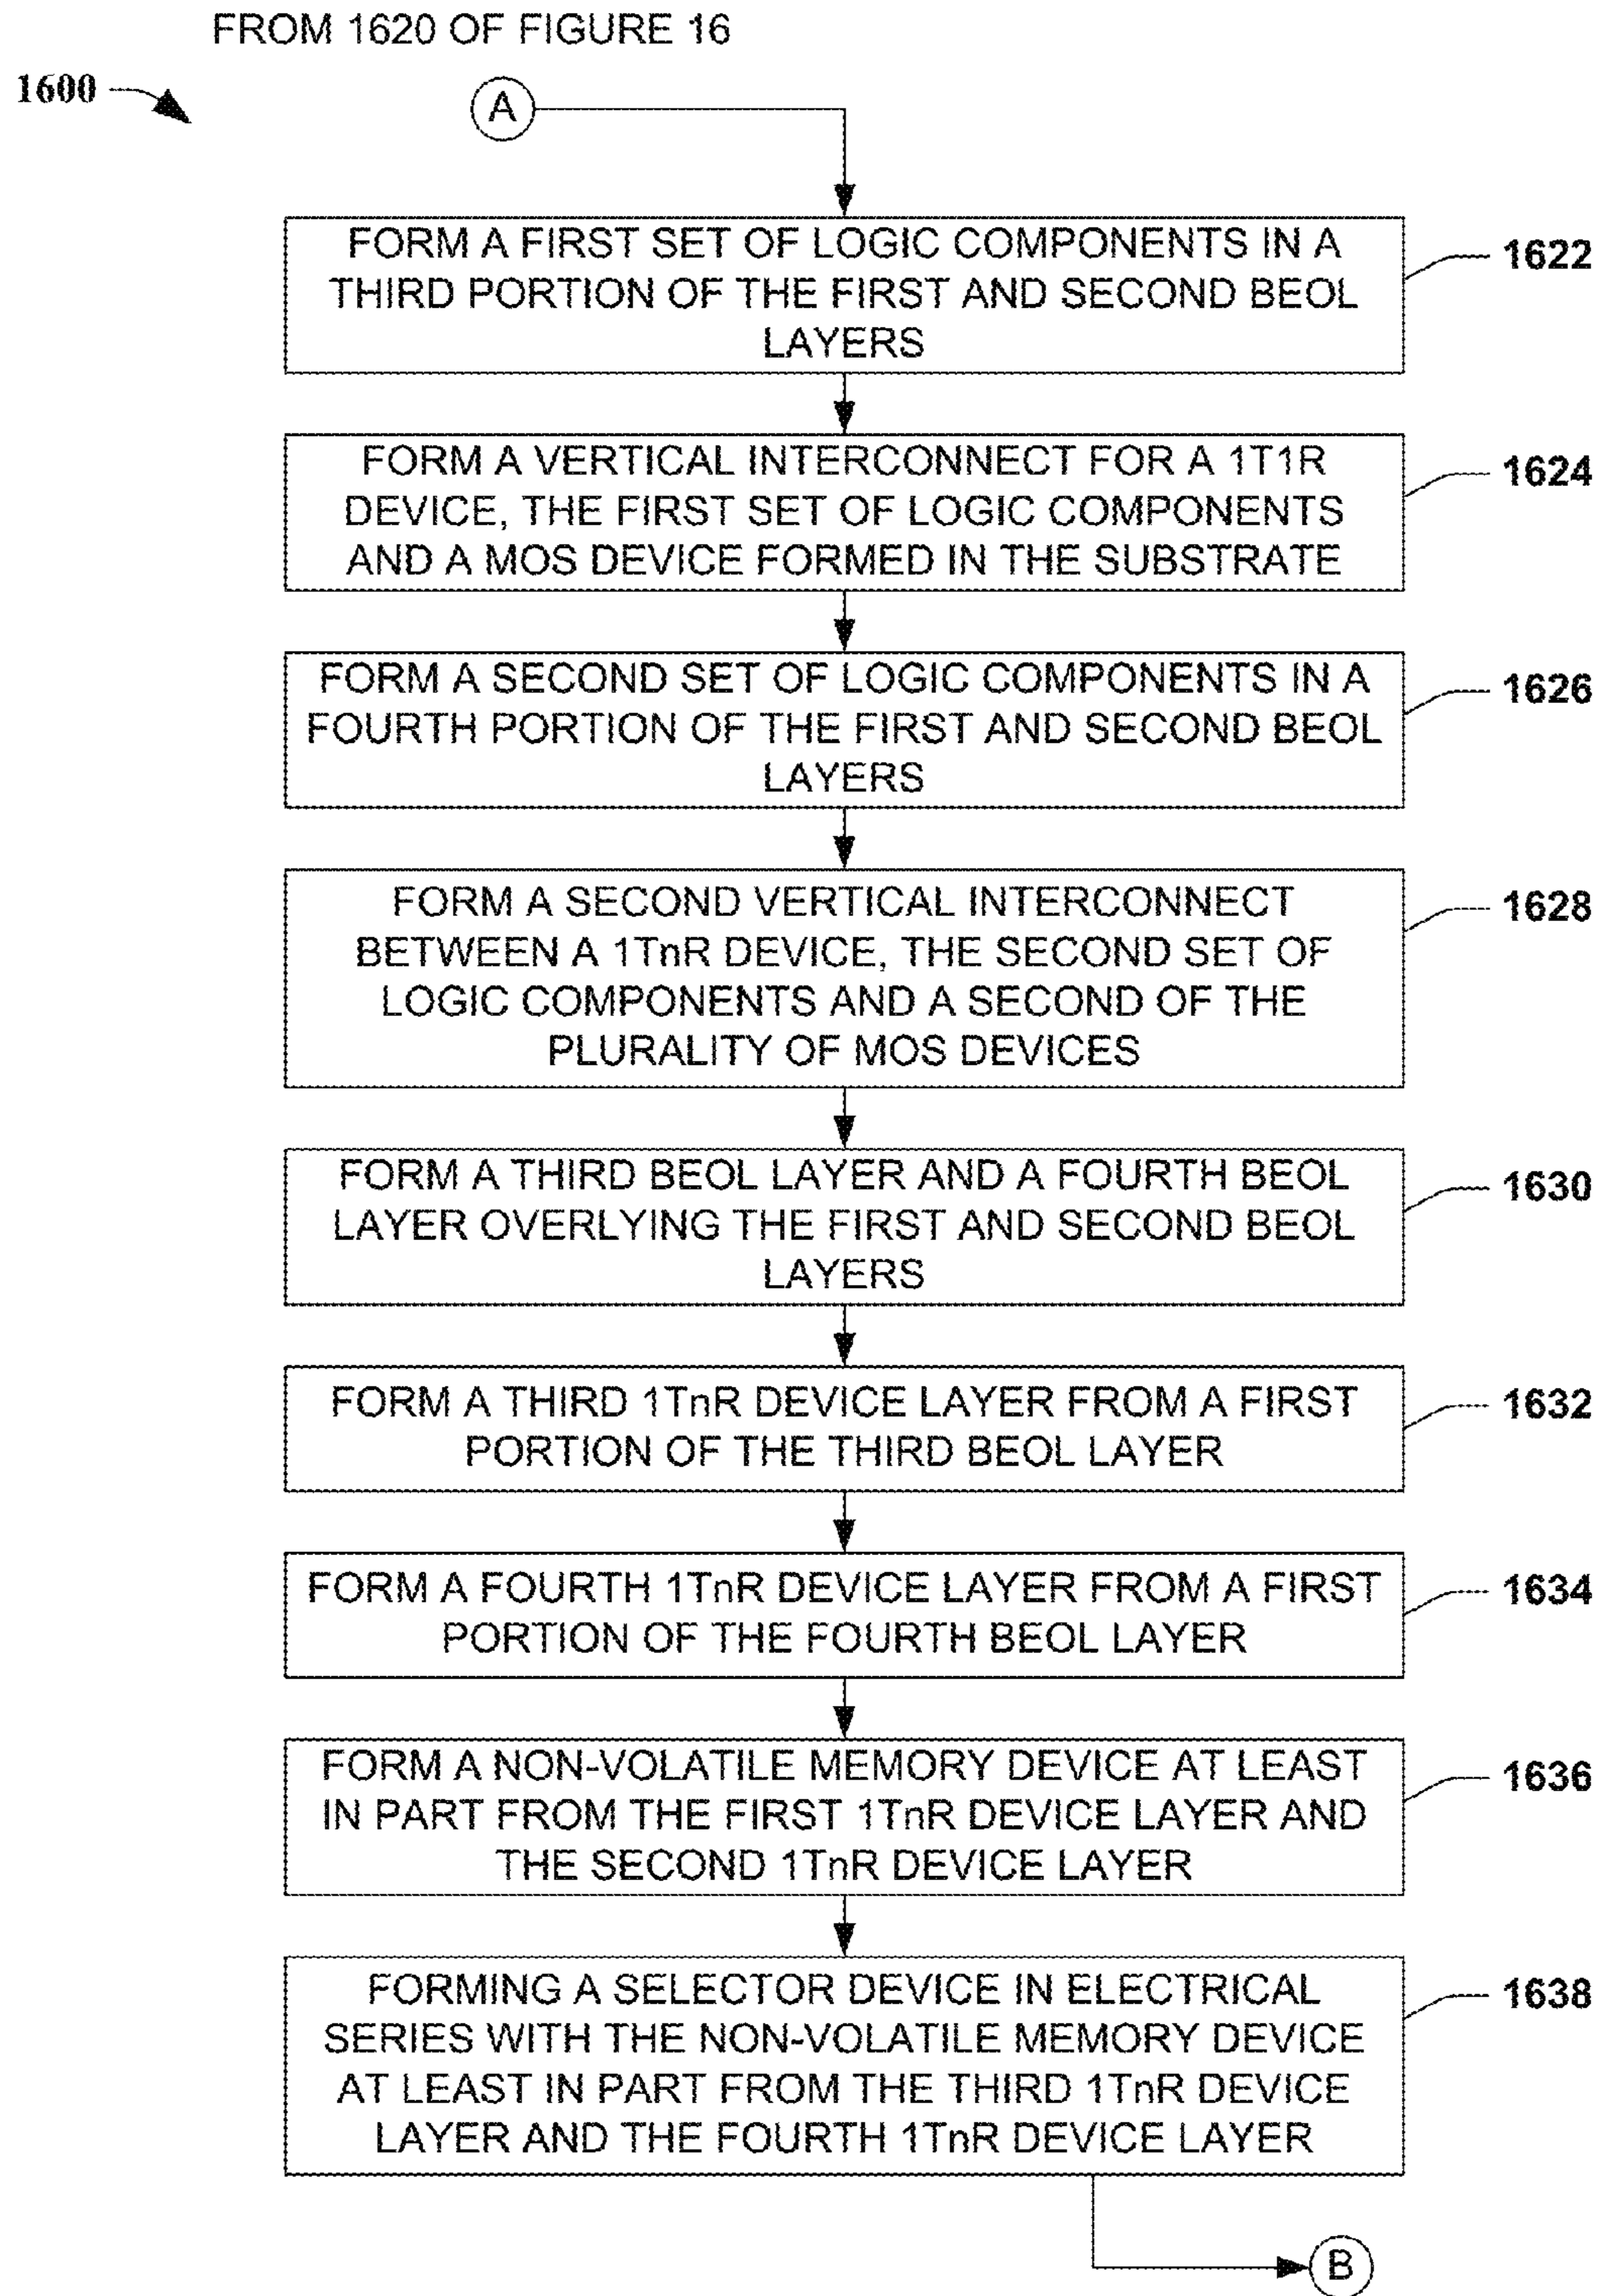 FROM 1620 OF FIGURE 16
1600
A
FORM A FIRST SET OF LOGIC COMPONENTS IN A
THIRD PORTION OF THE FIRST AND SECOND BEOL
LAYERS
1622
FORM A VERTICAL INTERCONNECT FOR A 1T1R
DEVICE, THE FIRST SET OF LOGIC COMPONENTS
AND A MOS DEVICE FORMED IN THE SUBSTRATE
1624
FORM A SECOND SET OF LOGIC COMPONENTS IN A
FOURTH PORTION OF THE FIRST AND SECOND BEOL
LAYERS
1626
FORM A SECOND VERTICAL INTERCONNECT
BETWEEN A 1TnR DEVICE, THE SECOND SET OF
LOGIC COMPONENTS AND A SECOND OF THE
PLURALITY OF MOS DEVICES
1628
FORM A THIRD BEOL LAYER AND A FOURTH BEOL
LAYER OVERLYING THE FIRST AND SECOND BEOL
LAYERS
1630
FORM A THIRD 1TnR DEVICE LAYER FROM A FIRST
PORTION OF THE THIRD BEOL LAYER
1632
FORM A FOURTH 1TnR DEVICE LAYER FROM A FIRST
PORTION OF THE FOURTH BEOL LAYER
1634
FORM A NON-VOLATILE MEMORY DEVICE AT LEAST
IN PART FROM THE FIRST 1TnR DEVICE LAYER AND
THE SECOND 1TnR DEVICE LAYER
1636
FORMING A SELECTOR DEVICE IN ELECTRICAL
SERIES WITH THE NON-VOLATILE MEMORY DEVICE
AT LEAST IN PART FROM THE THIRD 1TnR DEVICE
LAYER AND THE FOURTH 1TnR DEVICE LAYER
1638
B